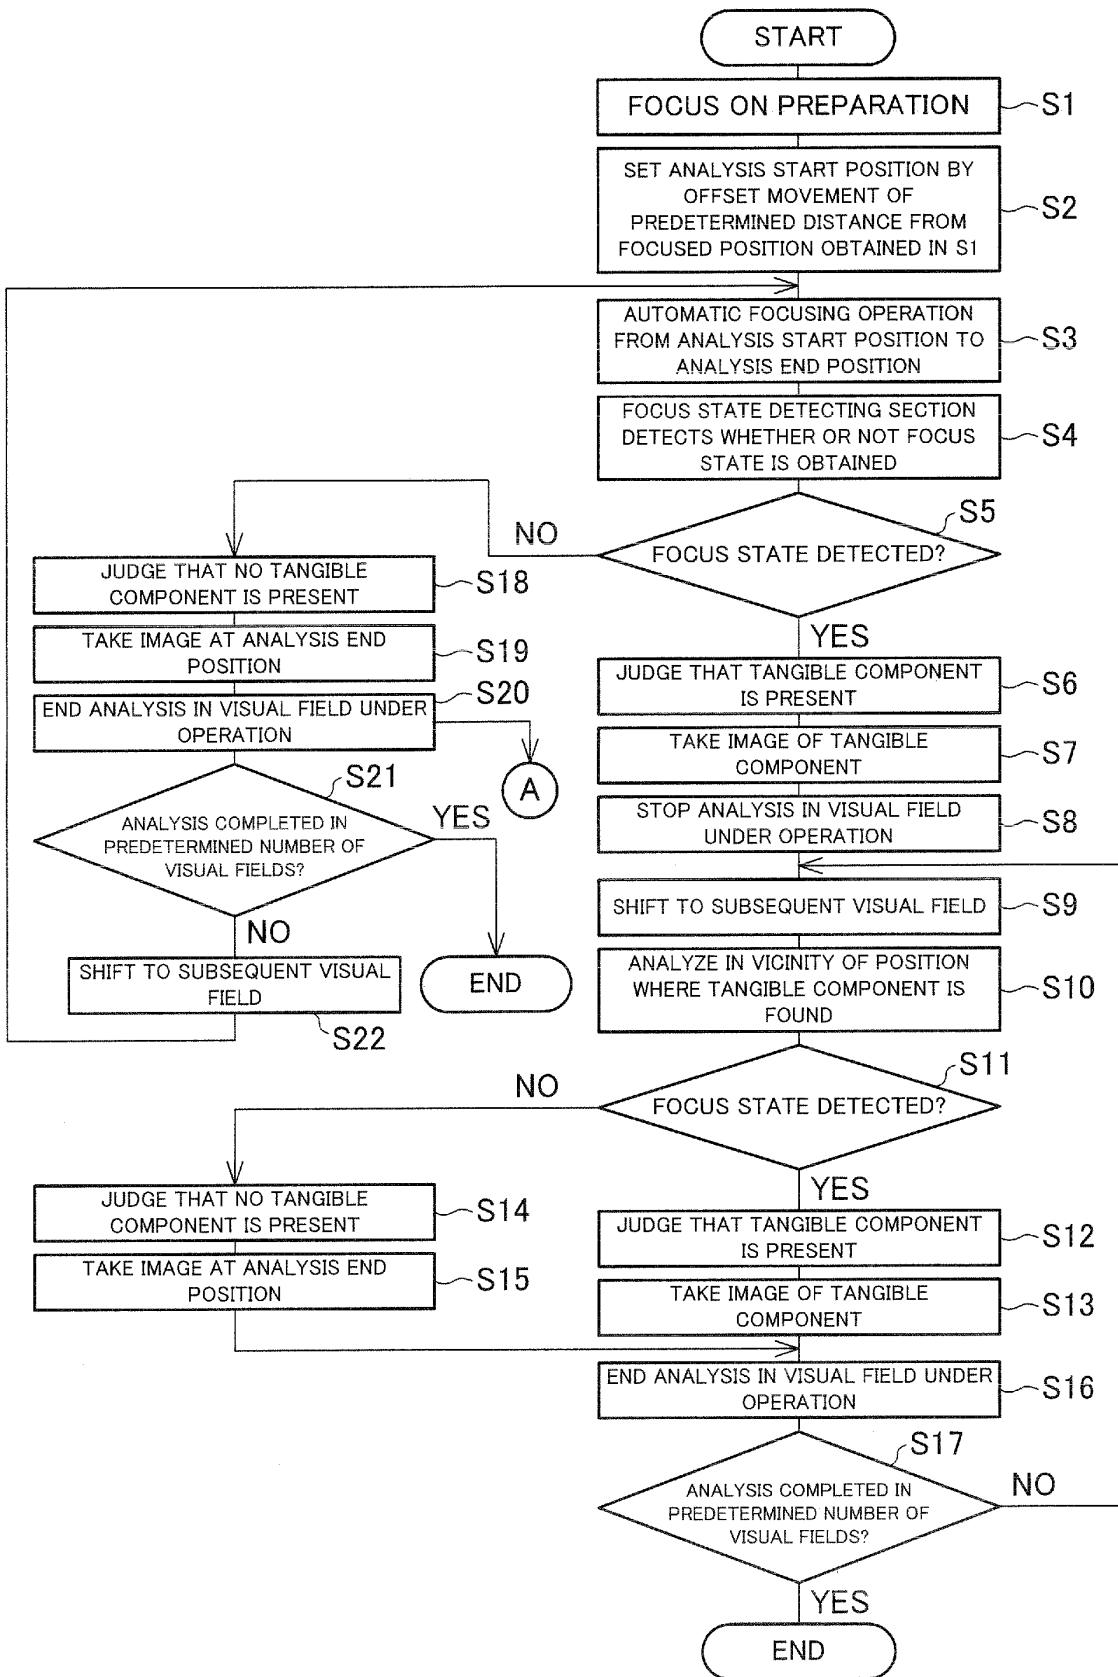 START
FOCUS ON PREPARATION
S1
SET ANALYSIS START POSITION BY
OFFSET MOVEMENT OF
PREDETERMINED DISTANCE FROM
FOCUSED POSITION OBTAINED IN S1
S2
AUTOMATIC FOCUSING OPERATION
FROM ANALYSIS START POSITION TO
ANALYSIS END POSITION
S3
FOCUS STATE DETECTING SECTION
DETECTS WHETHER OR NOT FOCUS
STATE IS OBTAINED
S4
S5
FOCUS STATE DETECTED?
NO
YES
JUDGE THAT NO TANGIBLE
COMPONENT IS PRESENT
S18
TAKE IMAGE AT ANALYSIS END
POSITION
S19
END ANALYSIS IN VISUAL FIELD UNDER
OPERATION
S20
A
S21
ANALYSIS COMPLETED IN
PREDETERMINED NUMBER OF
VISUAL FIELDS?
YES
NO
END
SHIFT TO SUBSEQUENT VISUAL
FIELD
S22
JUDGE THAT TANGIBLE COMPONENT
IS PRESENT
S6
TAKE IMAGE OF TANGIBLE
COMPONENT
S7
STOP ANALYSIS IN VISUAL FIELD
UNDER OPERATION
S8
SHIFT TO SUBSEQUENT VISUAL FIELD
S9
ANALYZE IN VICINITY OF POSITION
WHERE TANGIBLE COMPONENT IS
FOUND
S10
S11
FOCUS STATE DETECTED?
NO
YES
JUDGE THAT NO TANGIBLE
COMPONENT IS PRESENT
S14
TAKE IMAGE AT ANALYSIS END
POSITION
S15
JUDGE THAT TANGIBLE COMPONENT
IS PRESENT
S12
TAKE IMAGE OF TANGIBLE
COMPONENT
S13
END ANALYSIS IN VISUAL FIELD UNDER
OPERATION
S16
S17
ANALYSIS COMPLETED IN
PREDETERMINED NUMBER OF
VISUAL FIELDS?
NO
YES
END